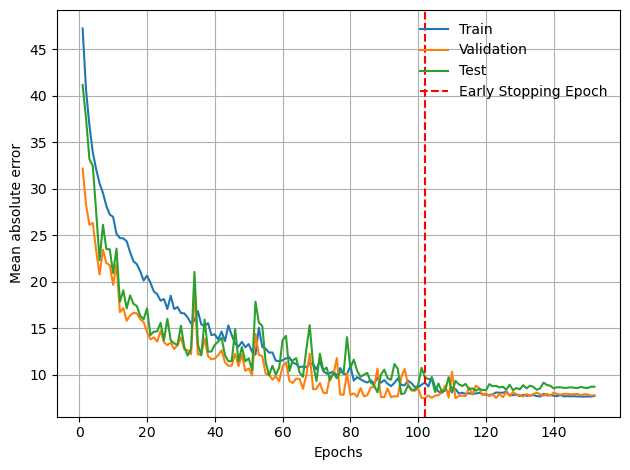 Mean absolute error
45
40
35
30
25
20
15
10
0 20 40 60 80 100 120 140
Epochs
Train
Validation
Test
Early Stopping Epoch